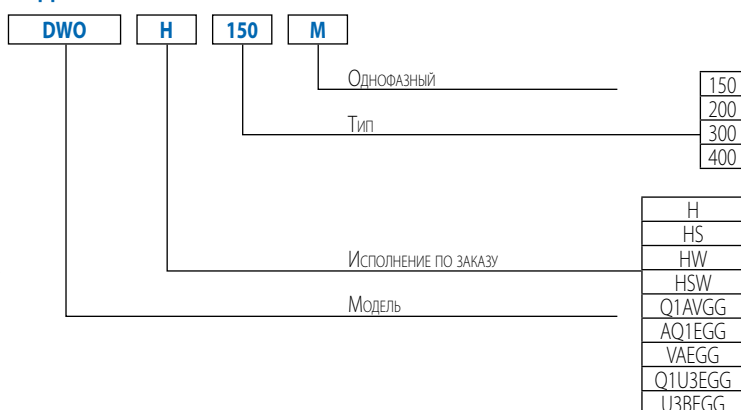 DWO H 150 M
Однофазный
150
200
Тип
300
400
H
HS
Исполнение по заказу
HW
HSW
Модель
Q1AVGG
AQ1EGG
VAEGG
Q1U3EGG
U3BEGG